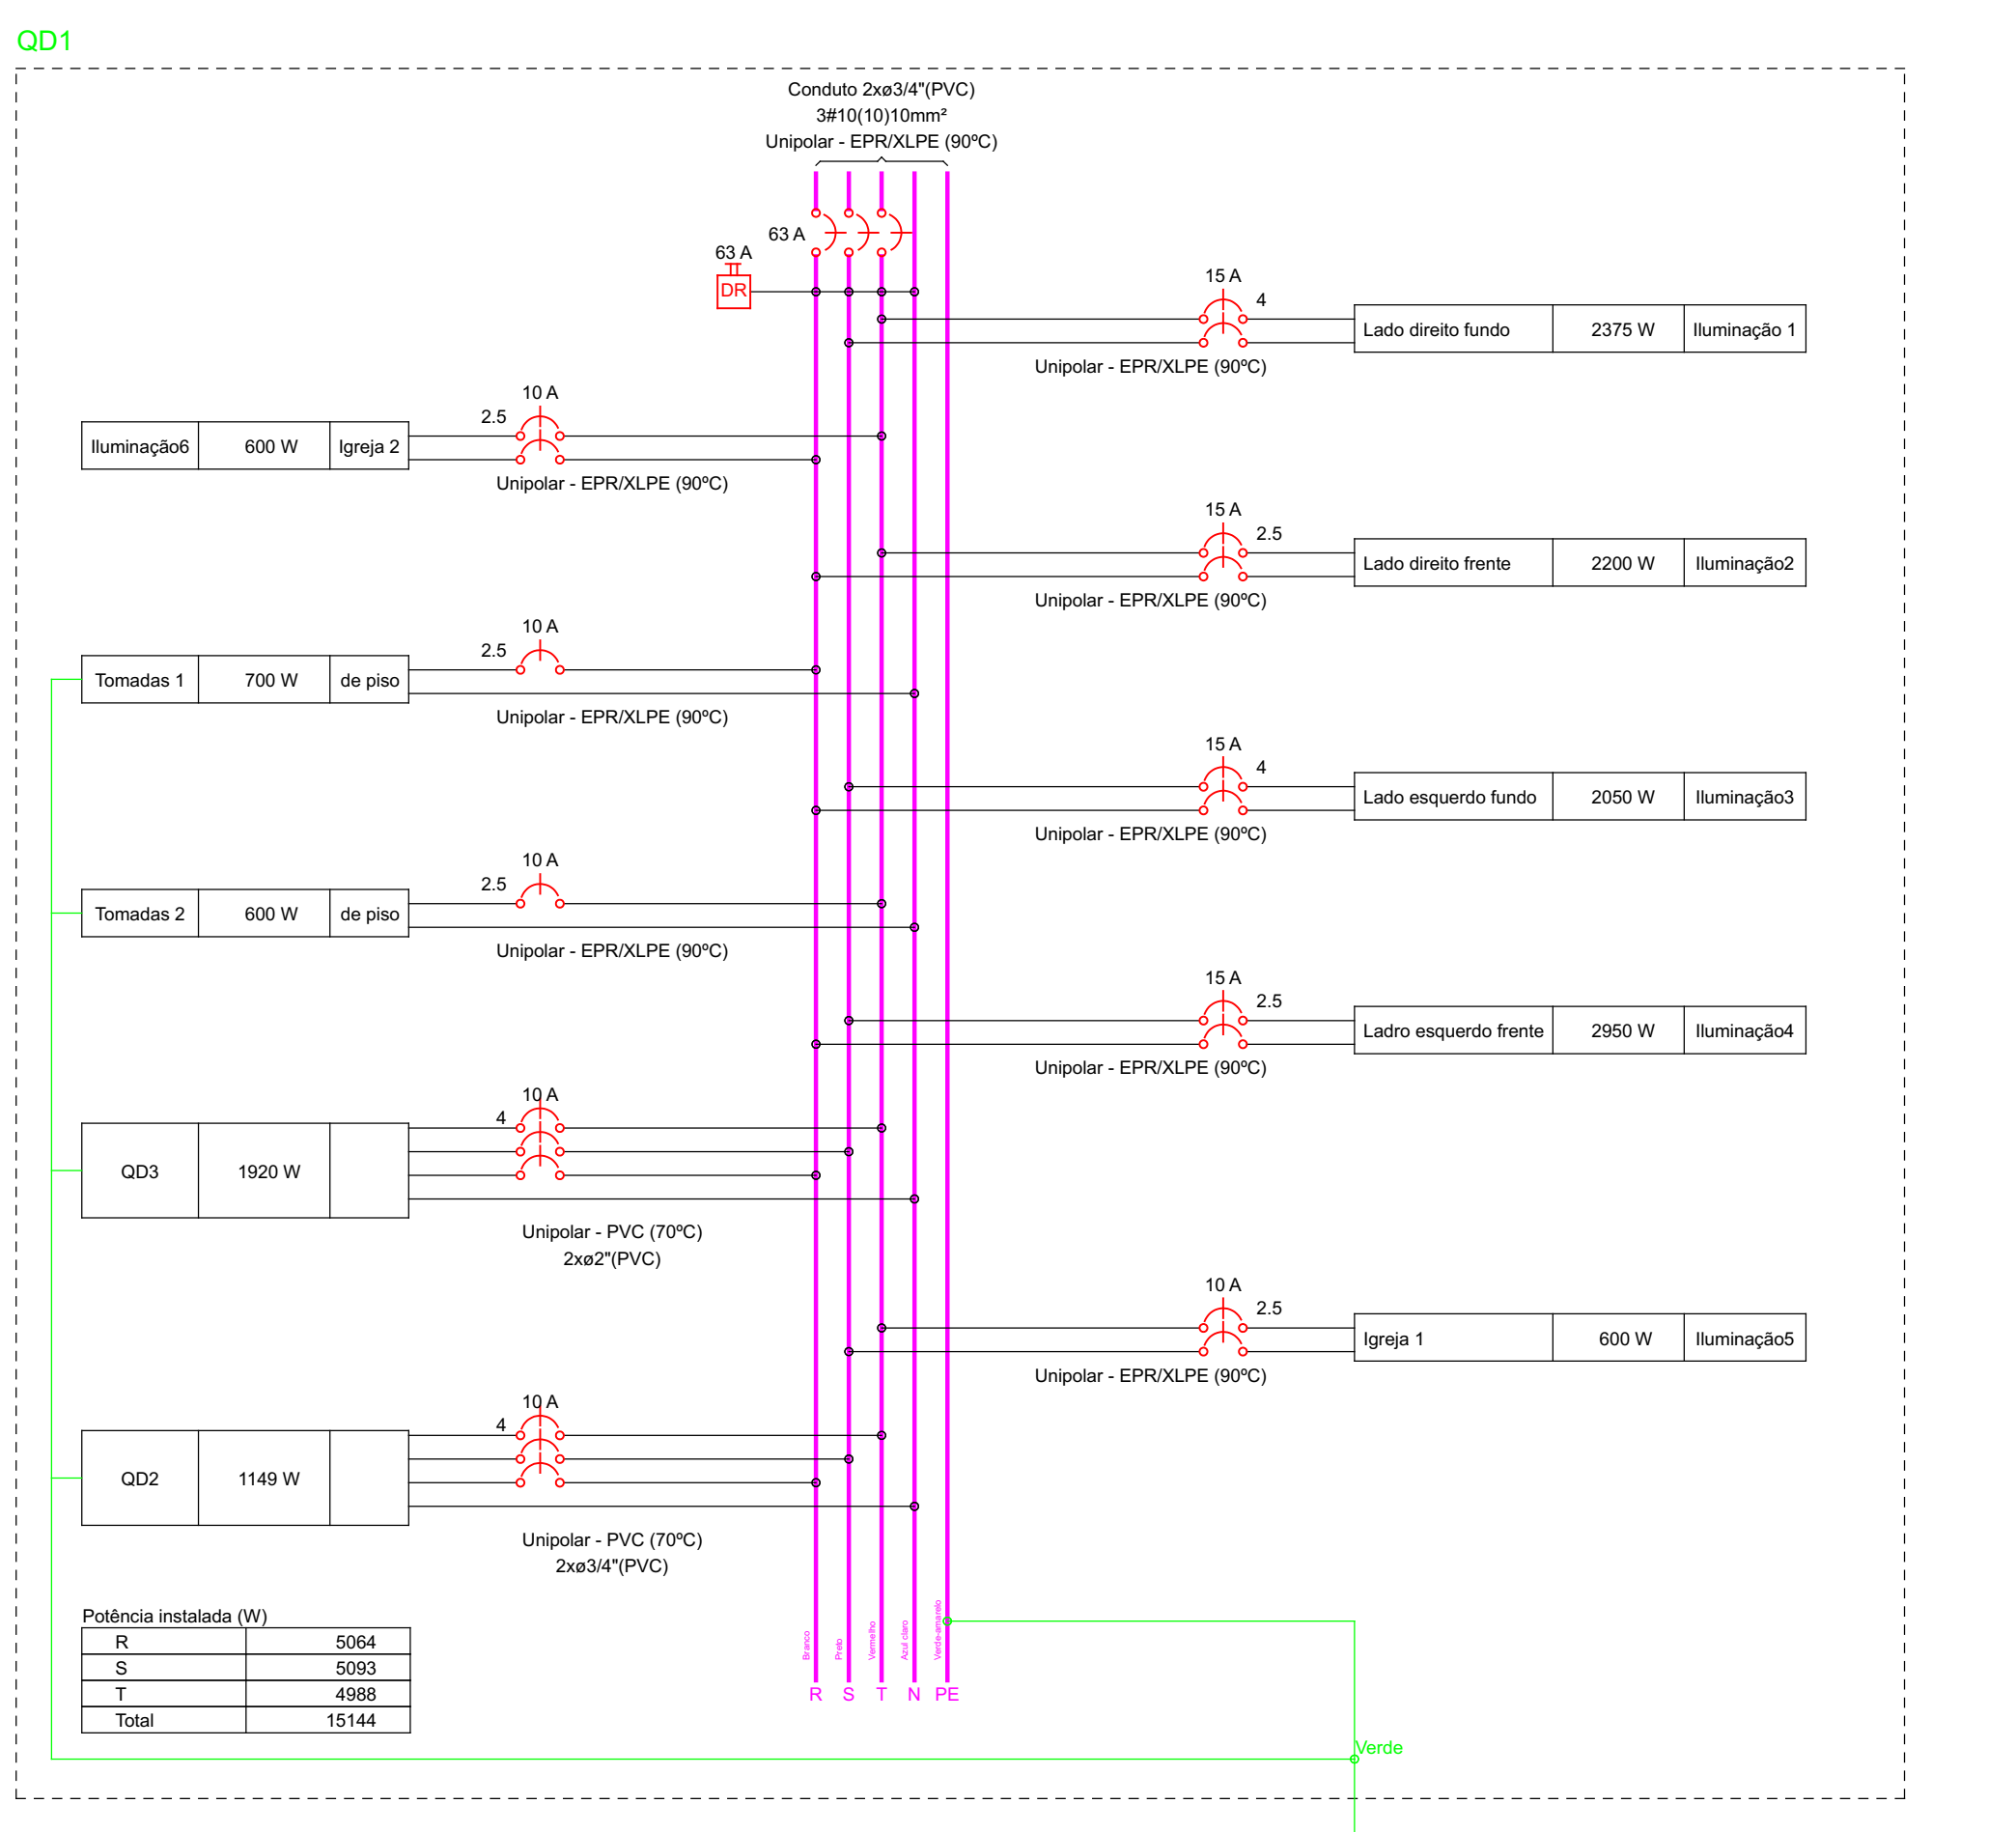 QD1
Conduto 2xø3/4"(PVC)
3#10(10)10mm²
Unipolar - EPR/XLPE (90ºC)
63 A
63 A
DR
15 A
4
Lado direito fundo 2375 W Iluminação 1
Unipolar - EPR/XLPE (90ºC)
10 A
2.5
Iluminação6 600 W Igreja 2
Unipolar - EPR/XLPE (90ºC)
15 A
2.5
Lado direito frente 2200 W Iluminação2
Unipolar - EPR/XLPE (90ºC)
10 A
2.5
Tomadas 1 700 W de piso
Unipolar - EPR/XLPE (90ºC)
15 A
4
Lado esquerdo fundo 2050 W Iluminação3
Unipolar - EPR/XLPE (90ºC)
10 A
2.5
Tomadas 2 600 W de piso
Unipolar - EPR/XLPE (90ºC)
15 A
2.5
Ladro esquerdo frente 2950 W Iluminação4
Unipolar - EPR/XLPE (90ºC)
10 A
4
QD3 1920 W
Unipolar - PVC (70ºC)
2xø2"(PVC)
10 A
2.5
Igreja 1 600 W Iluminação5
Unipolar - EPR/XLPE (90ºC)
10 A
4
QD2 1149 W
Unipolar - PVC (70ºC)
2xø3/4"(PVC)
Potência instalada (W)
R 5064
S 5093
T 4988
Total 15144
Branco
Preto
Vermelho
Azul claro
Verde-amarelo
R S T N PE
Verde